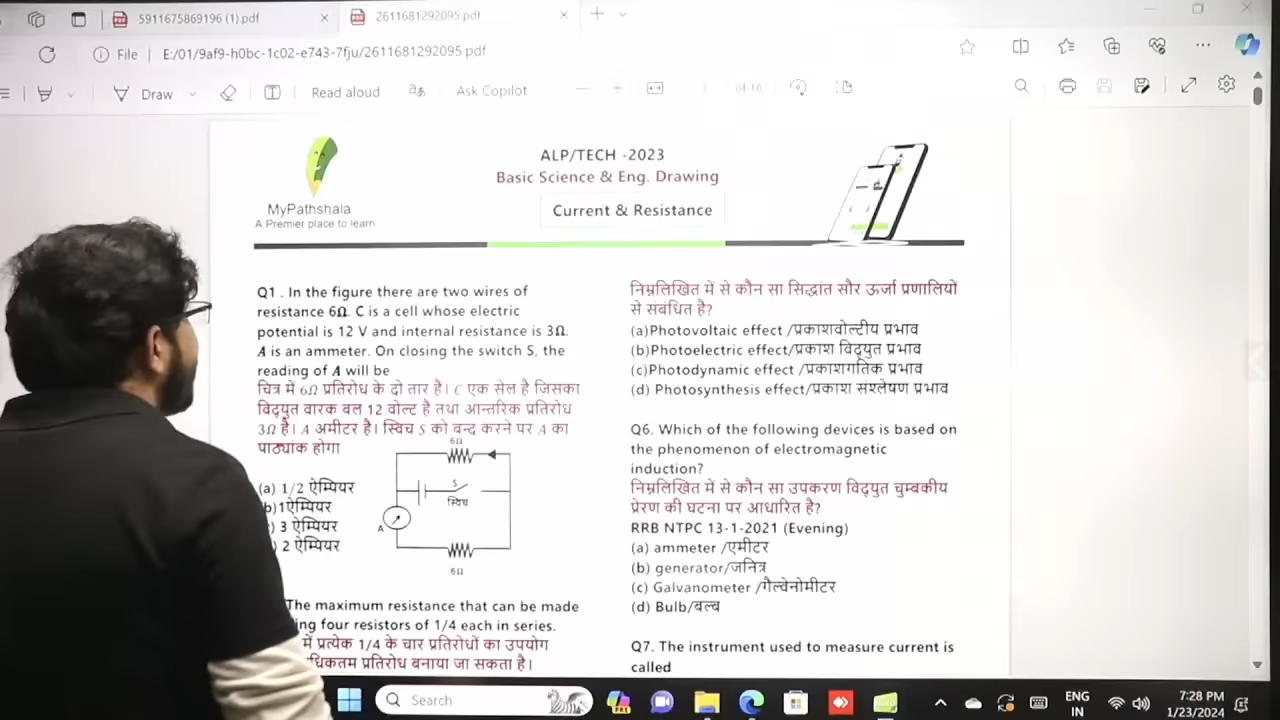 5911675869196 (1).pdf
2611681292095.pdf
File
E:/01/9af9-h0bc-1c02-e743-7fju/2611681292095.pdf
Draw
Read aloud
Ask Copilot
of 16
MyPathshala
A Premier place to learn
ALP/TECH -2023
Basic Science & Eng. Drawing
Current & Resistance
Q1 . In the figure there are two wires of
resistance 6Ω. C is a cell whose electric
potential is 12 V and internal resistance is 3Ω.
A is an ammeter. On closing the switch S, the
reading of A will be
चित्र में 6Ω प्रतिरोध के दो तार है। C एक सेल है जिसका
विद्युत वारक बल 12 वोल्ट है तथा आन्तरिक प्रतिरोध
3Ω है। A अमीटर है। स्विच S को बन्द करने पर A का
पाठ्यांक होगा
6Ω
S
स्विच
A
6Ω
(a) 1/2 ऐम्पियर
b)1ऐम्पियर
) 3 ऐम्पियर
) 2 ऐम्पियर
The maximum resistance that can be made
ng four resistors of 1/4 each in series.
में प्रत्येक 1/4 के चार प्रतिरोधों का उपयोग
धिकतम प्रतिरोध बनाया जा सकता है।
निम्नलिखित में से कौन सा सिद्धांत सौर ऊर्जा प्रणालियों
से संबंधित है?
(a)Photovoltaic effect /प्रकाशवोल्टीय प्रभाव
(b)Photoelectric effect/प्रकाश विद्युत प्रभाव
(c)Photodynamic effect /प्रकाशगतिक प्रभाव
(d) Photosynthesis effect/प्रकाश सश्लेषण प्रभाव
Q6. Which of the following devices is based on
the phenomenon of electromagnetic
induction?
निम्नलिखित में से कौन सा उपकरण विद्युत चुम्बकीय
प्रेरण की घटना पर आधारित है?
RRB NTPC 13-1-2021 (Evening)
(a) ammeter /एमीटर
(b) generator/जनित्र
(c) Galvanometer /गैल्वेनोमीटर
(d) Bulb/बल्ब
Q7. The instrument used to measure current is
called
Search
PRE
ENG
IN
7:28 PM
1/23/2024